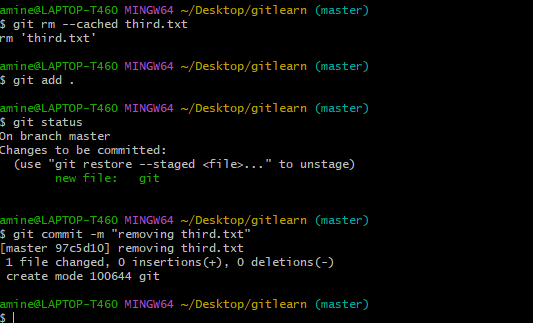 amine@LAPTOP-T460 MINGW64 ~/Desktop/gitlearn (master)
$ git rm --cached third.txt
rm 'third.txt'
amine@LAPTOP-T460 MINGW64 ~/Desktop/gitlearn (master)
$ git add .
amine@LAPTOP-T460 MINGW64 ~/Desktop/gitlearn (master)
$ git status
On branch master
Changes to be committed:
  (use "git restore --staged <file>..." to unstage)
        new file:   git
amine@LAPTOP-T460 MINGW64 ~/Desktop/gitlearn (master)
$ git commit -m "removing third.txt"
[master 97c5d10] removing third.txt
 1 file changed, 0 insertions(+), 0 deletions(-)
 create mode 100644 git
amine@LAPTOP-T460 MINGW64 ~/Desktop/gitlearn (master)
$